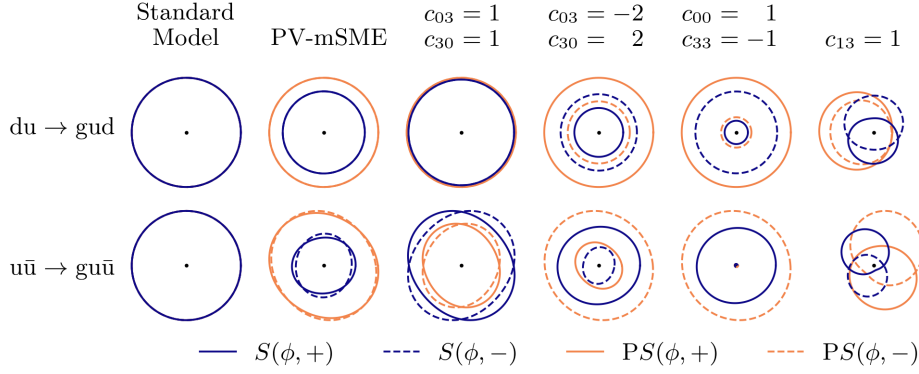 Standard Model
PV-mSME
c₀₃ = 1
c₃₀ = 1
c₀₃ = −2
c₃₀ = 2
c₀₀ = 1
c₃₃ = −1
c₁₃ = 1
du → gud
uū → guū
S(ϕ, +)
S(ϕ, −)
PS(ϕ, +)
PS(ϕ, −)